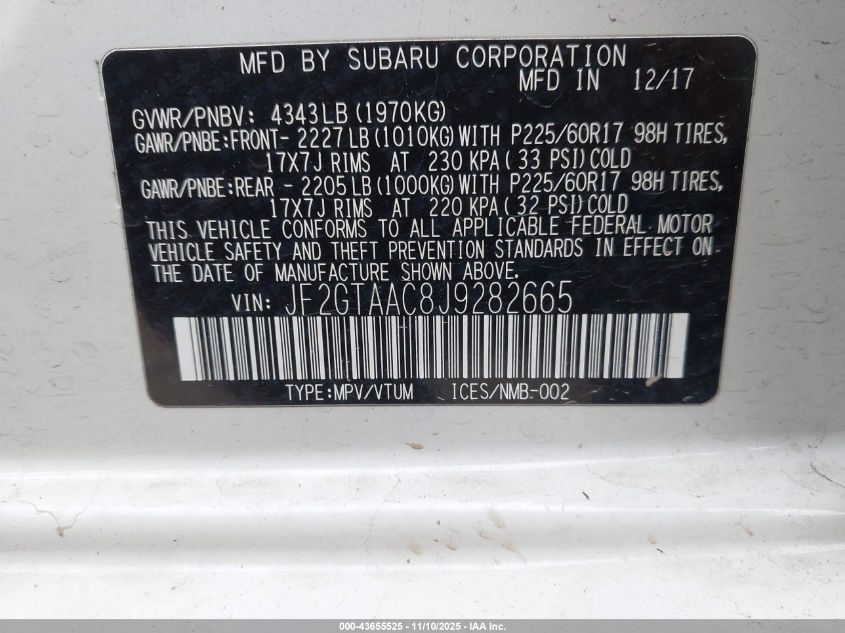 MFD BY SUBARU CORPORATION
MFD IN 12/17
GVWR/PNBV: 4343LB (1970KG)
GAWR/PNBE:FRONT- 2227LB(1010KG)WITH P225/60R17 98H TIRES,
17X7J RIMS AT 230 KPA( 33 PSI)COLD
GAWR/PNBE:REAR - 2205LB(1000KG)WITH P225/60R17 98H TIRES,
17X7J RIMS AT 220 KPA( 32 PSI)COLD
THIS VEHICLE CONFORMS TO ALL APPLICABLE FEDERAL MOTOR
VEHICLE SAFETY AND THEFT PREVENTION STANDARDS IN EFFECT ON
THE DATE OF MANUFACTURE SHOWN ABOVE.
VIN: JF2GTAAC8J9282665
TYPE:MPV/VTUM ICES/NMB-002
000-43655525 - 11/10/2025 - IAA Inc.